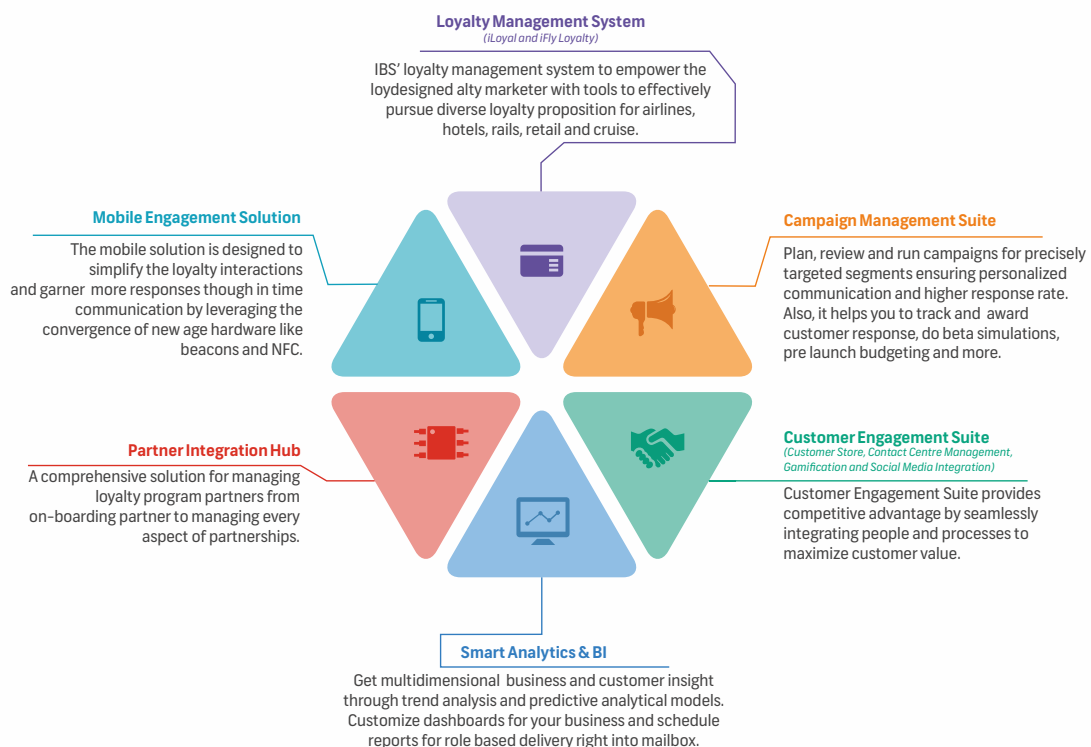 Loyalty Management System
(iLoyal and iFly Loyalty)
IBS' loyalty management system to empower the
loydesigned alty marketer with tools to effectively
pursue diverse loyalty proposition for airlines,
hotels, rails, retail and cruise.
Mobile Engagement Solution
The mobile solution is designed to
simplify the loyalty interactions
and garner more responses though in time
communication by leveraging the
convergence of new age hardware like
beacons and NFC.
Campaign Management Suite
Plan, review and run campaigns for precisely
targeted segments ensuring personalized
communication and higher response rate.
Also, it helps you to track and award
customer response, do beta simulations,
pre launch budgeting and more.
Partner Integration Hub
A comprehensive solution for managing
loyalty program partners from
on-boarding partner to managing every
aspect of partnerships.
Customer Engagement Suite
(Customer Store, Contact Centre Management,
Gamification and Social Media Integration)
Customer Engagement Suite provides
competitive advantage by seamlessly
integrating people and processes to
maximize customer value.
Smart Analytics & BI
Get multidimensional business and customer insight
through trend analysis and predictive analytical models.
Customize dashboards for your business and schedule
reports for role based delivery right into mailbox.